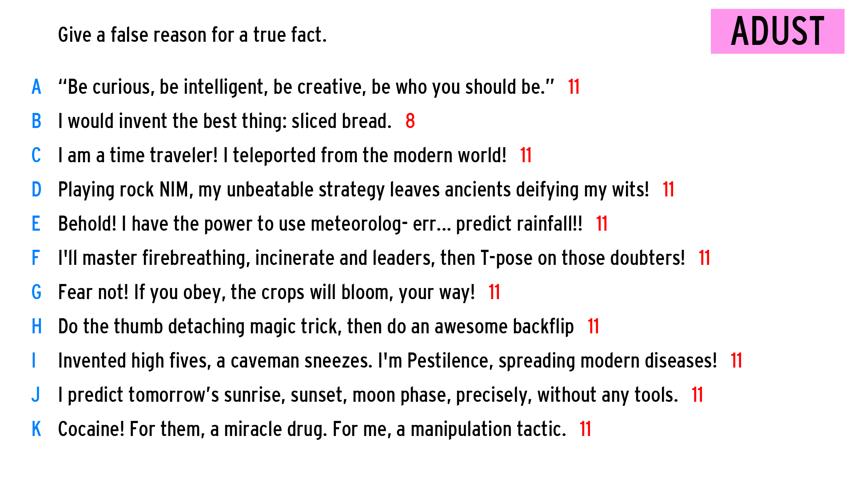 Give a false reason for a true fact.
ADUST
A “Be curious, be intelligent, be creative, be who you should be.” 11
B I would invent the best thing: sliced bread. 8
C I am a time traveler! I teleported from the modern world! 11
D Playing rock NIM, my unbeatable strategy leaves ancients deifying my wits! 11
E Behold! I have the power to use meteorolog- err... predict rainfall!! 11
F I'll master firebreathing, incinerate and leaders, then T-pose on those doubters! 11
G Fear not! If you obey, the crops will bloom, your way! 11
H Do the thumb detaching magic trick, then do an awesome backflip 11
I Invented high fives, a caveman sneezes. I'm Pestilence, spreading modern diseases! 11
J I predict tomorrow’s sunrise, sunset, moon phase, precisely, without any tools. 11
K Cocaine! For them, a miracle drug. For me, a manipulation tactic. 11